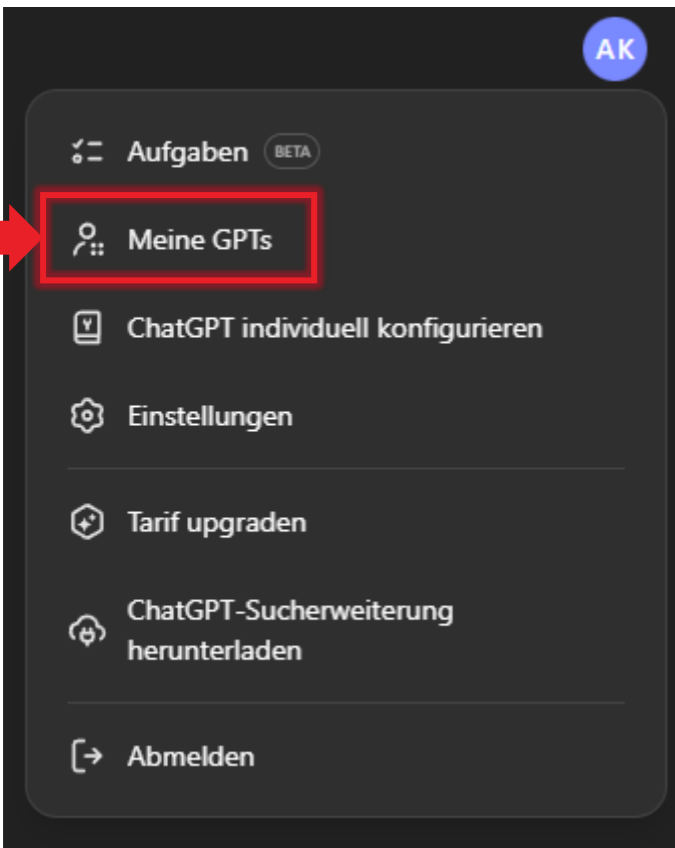 AK
Aufgaben BETA
Meine GPTs
ChatGPT individuell konfigurieren
Einstellungen
Tarif upgraden
ChatGPT-Sucherweiterung
herunterladen
Abmelden